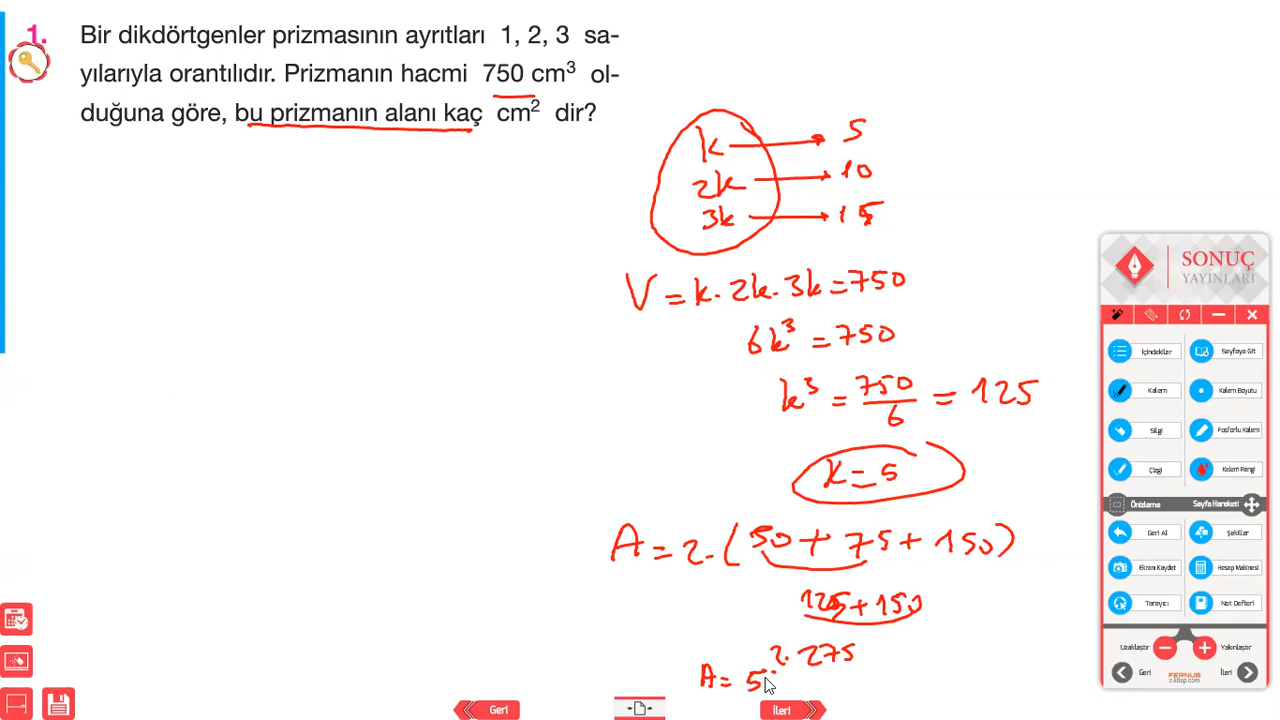 1.
Bir dikdörtgenler prizmasının ayrıtları 1, 2, 3 sa-
yılarıyla orantılıdır. Prizmanın hacmi 750 cm³ ol-
duğuna göre, bu prizmanın alanı kaç cm² dir?
k → 5
2k → 10
3k → 15
V = k . 2k . 3k = 750
6k³ = 750
k³ = 750/6 = 125
k = 5
A = 2 . (50 + 75 + 150)
125 + 150
2 . 275
A = 5
SONUÇ
YAYINLARI
İçindekiler
Sayfaya Git
Kalem
Kalem Boyutu
Silgi
Fosforlu Kalem
Çizgi
Kalem Rengi
Önizleme
Sayfa Hareketi
Geri Al
Şekiller
Ekranı Kaydet
Hesap Makinesi
Tarayıcı
Not Defteri
Uzaklaştır
Yakınlaştır
Geri
FERNUS
kitap.com
İleri
Geri
İleri